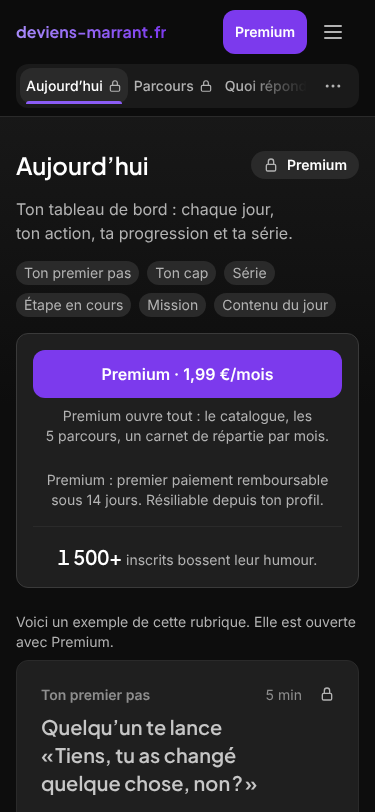 deviens-marrant.fr
Premium
Aujourd’hui
Parcours
Quoi répond
Aujourd’hui
Premium
Ton tableau de bord : chaque jour,
ton action, ta progression et ta série.
Ton premier pas
Ton cap
Série
Étape en cours
Mission
Contenu du jour
Premium · 1,99 €/mois
Premium ouvre tout : le catalogue, les
5 parcours, un carnet de répartie par mois.
Premium : premier paiement remboursable
sous 14 jours. Résiliable depuis ton profil.
1 500+ inscrits bossent leur humour.
Voici un exemple de cette rubrique. Elle est ouverte
avec Premium.
Ton premier pas
5 min
Quelqu’un te lance
« Tiens, tu as changé
quelque chose, non ? »